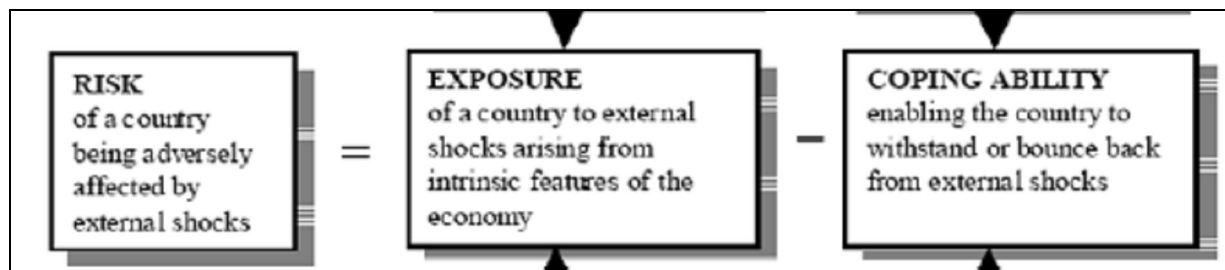 RISK
of a country
being adversely
affected by
external shocks
=
EXPOSURE
of a country to external
shocks arising from
intrinsic features of the
economy
–
COPING ABILITY
enabling the country to
withstand or bounce back
from external shocks